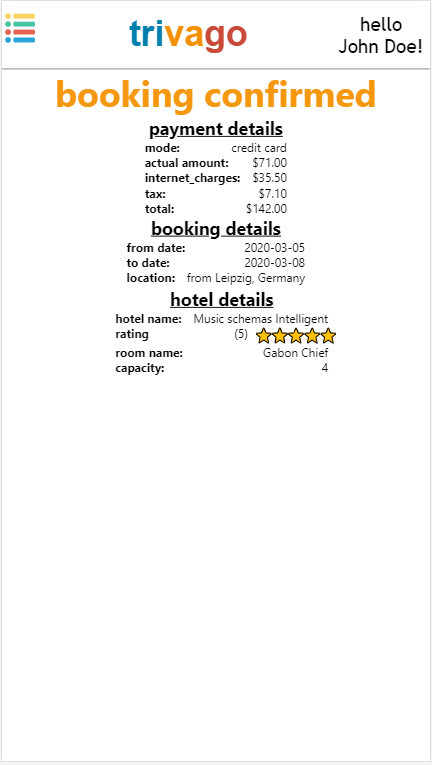 trivago
hello
John Doe!
booking confirmed
payment details
mode: credit card
actual amount: $71.00
internet_charges: $35.50
tax: $7.10
total: $142.00
booking details
from date: 2020-03-05
to date: 2020-03-08
location: from Leipzig, Germany
hotel details
hotel name: Music schemas Intelligent
rating (5)
room name: Gabon Chief
capacity: 4